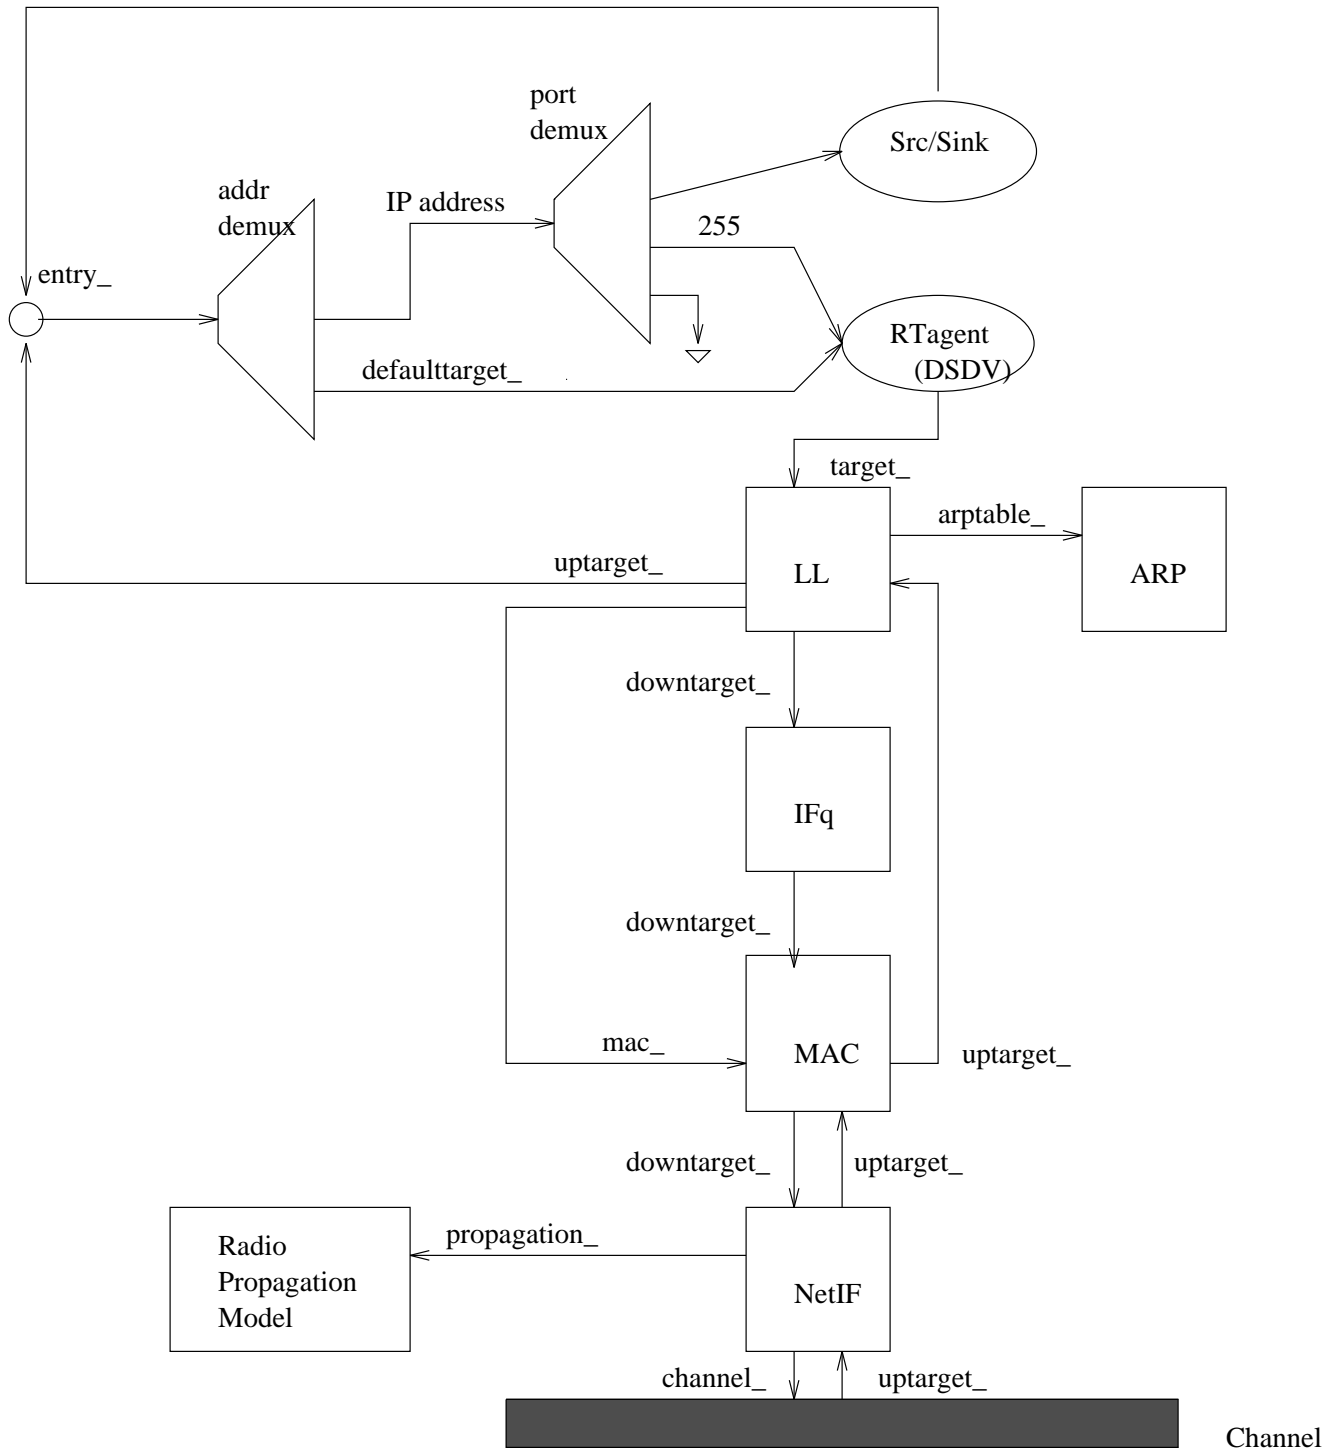 port
demux
Src/Sink
addr
demux
IP address
255
entry_
RTagent
(DSDV)
defaulttarget_
target_
arptable_
uptarget_
LL
ARP
downtarget_
IFq
downtarget_
mac_
MAC
uptarget_
downtarget_
uptarget_
propagation_
Radio
Propagation
Model
NetIF
channel_
uptarget_
Channel